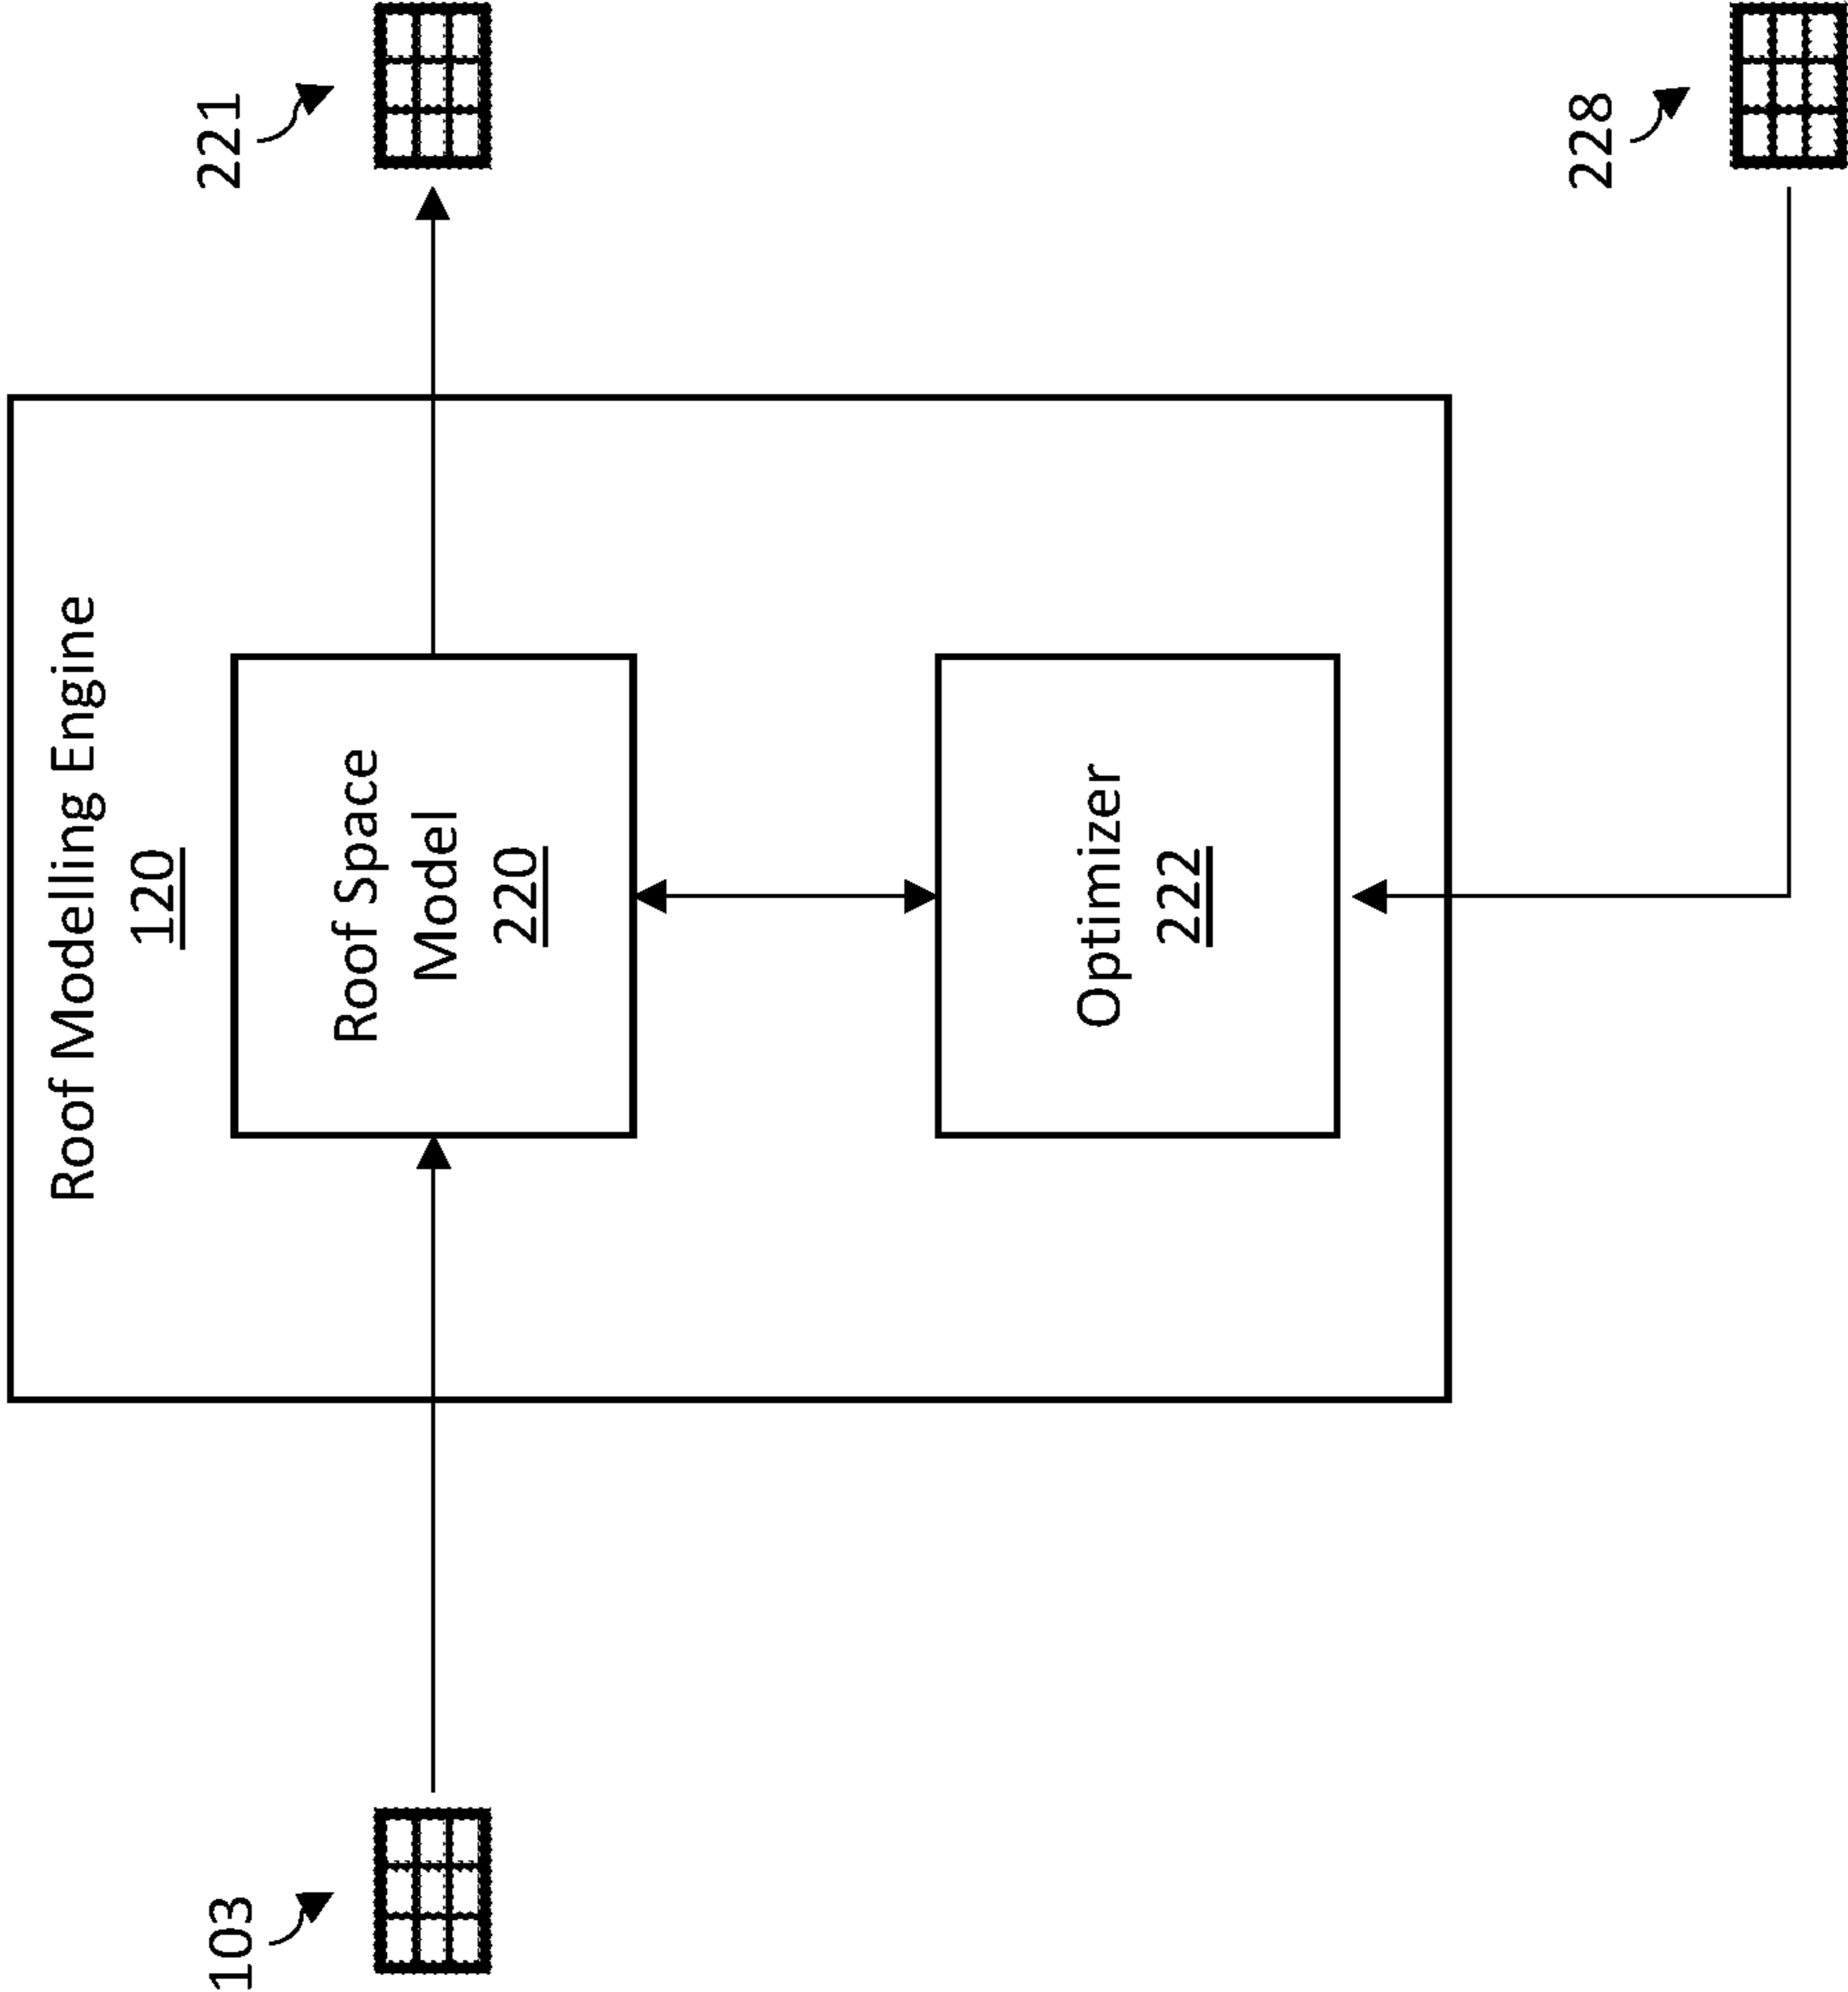 Roof Modelling Engine
120
103
221
Roof Space
Model
220
Optimizer
222
228